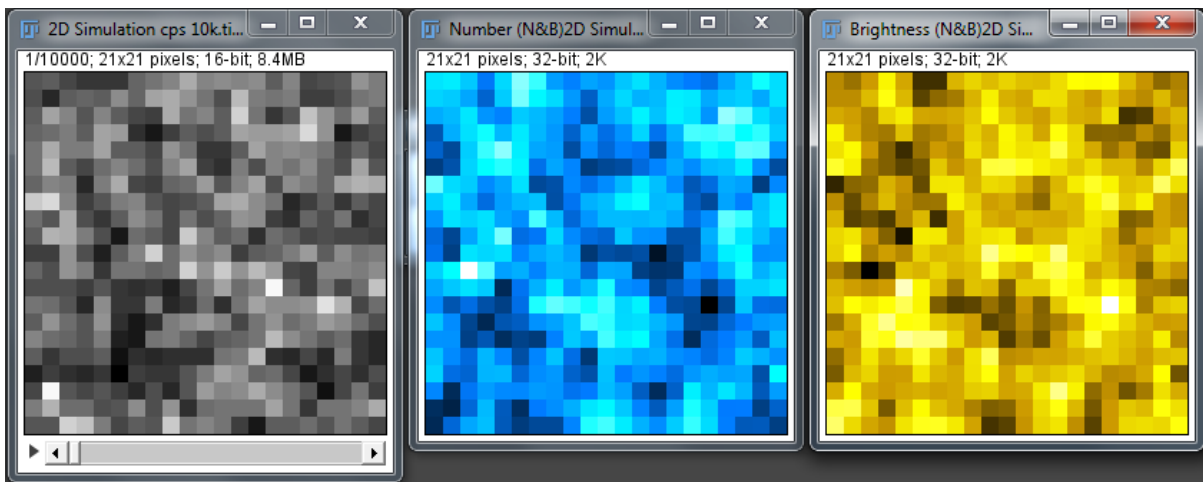 2D Simulation cps 10k.ti...
1/10000; 21x21 pixels; 16-bit; 8.4MB
Number (N&B)2D Simul...
21x21 pixels; 32-bit; 2K
Brightness (N&B)2D Si...
21x21 pixels; 32-bit; 2K